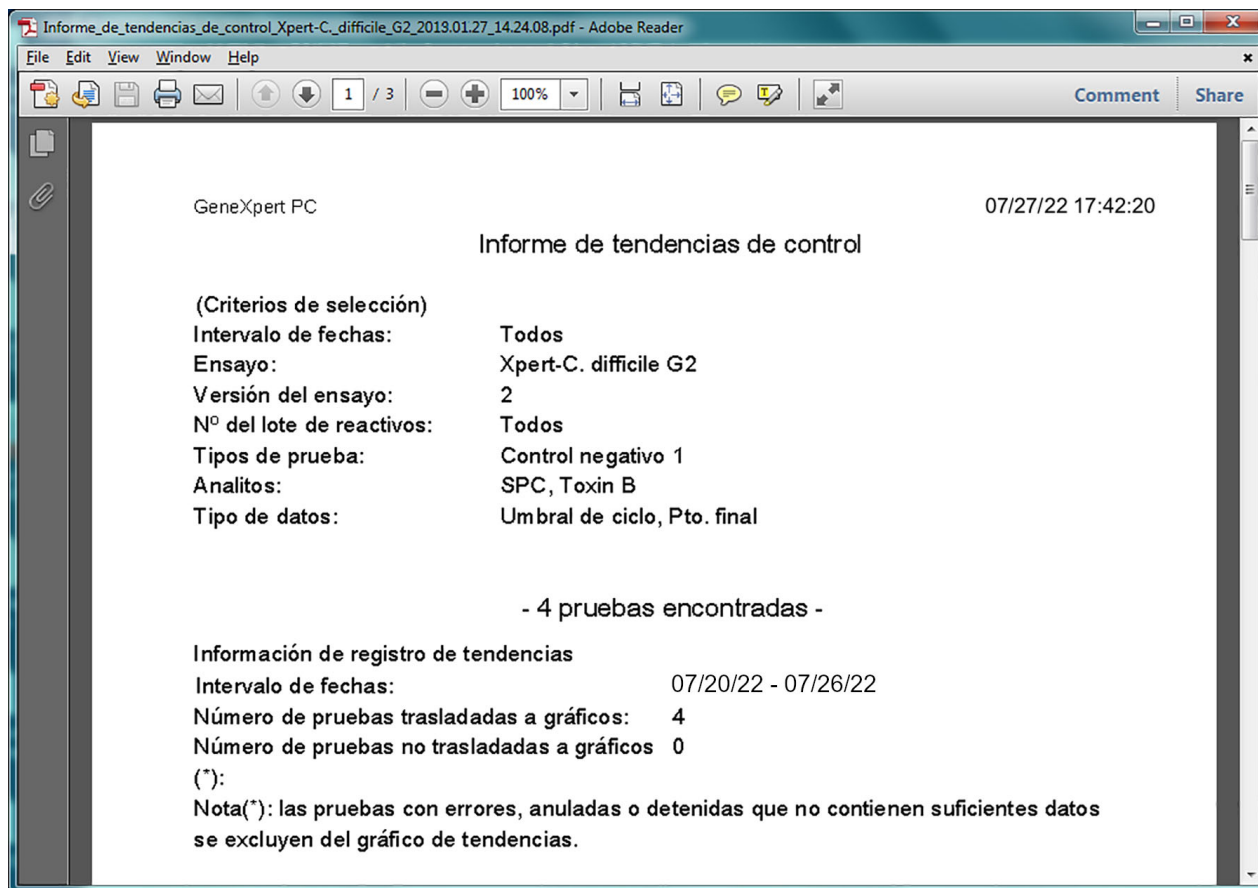 Informe_de_tendencias_de_control_Xpert-C._difficile_G2_2013.01.27_14.24.08.pdf - Adobe Reader
File Edit View Window Help
1 / 3 100% Comment Share
GeneXpert PC 07/27/22 17:42:20
Informe de tendencias de control
(Criterios de selección)
Intervalo de fechas: Todos
Ensayo: Xpert-C. difficile G2
Versión del ensayo: 2
Nº del lote de reactivos: Todos
Tipos de prueba: Control negativo 1
Analitos: SPC, Toxin B
Tipo de datos: Umbral de ciclo, Pto. final
- 4 pruebas encontradas -
Información de registro de tendencias
Intervalo de fechas: 07/20/22 - 07/26/22
Número de pruebas trasladadas a gráficos: 4
Número de pruebas no trasladadas a gráficos 0
(*):
Nota(*): las pruebas con errores, anuladas o detenidas que no contienen suficientes datos
se excluyen del gráfico de tendencias.